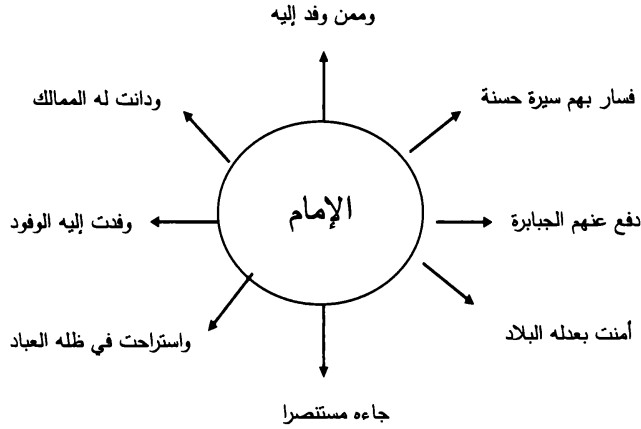 وممن وفد إليه
فسار بهم سيرة حسنة
ودانت له الممالك
الإمام
دفع عنهم الجبابرة
وفدت إليه الوفود
أمنت بعدله البلاد
واستراحت في ظله العباد
جاءه مستنصرا